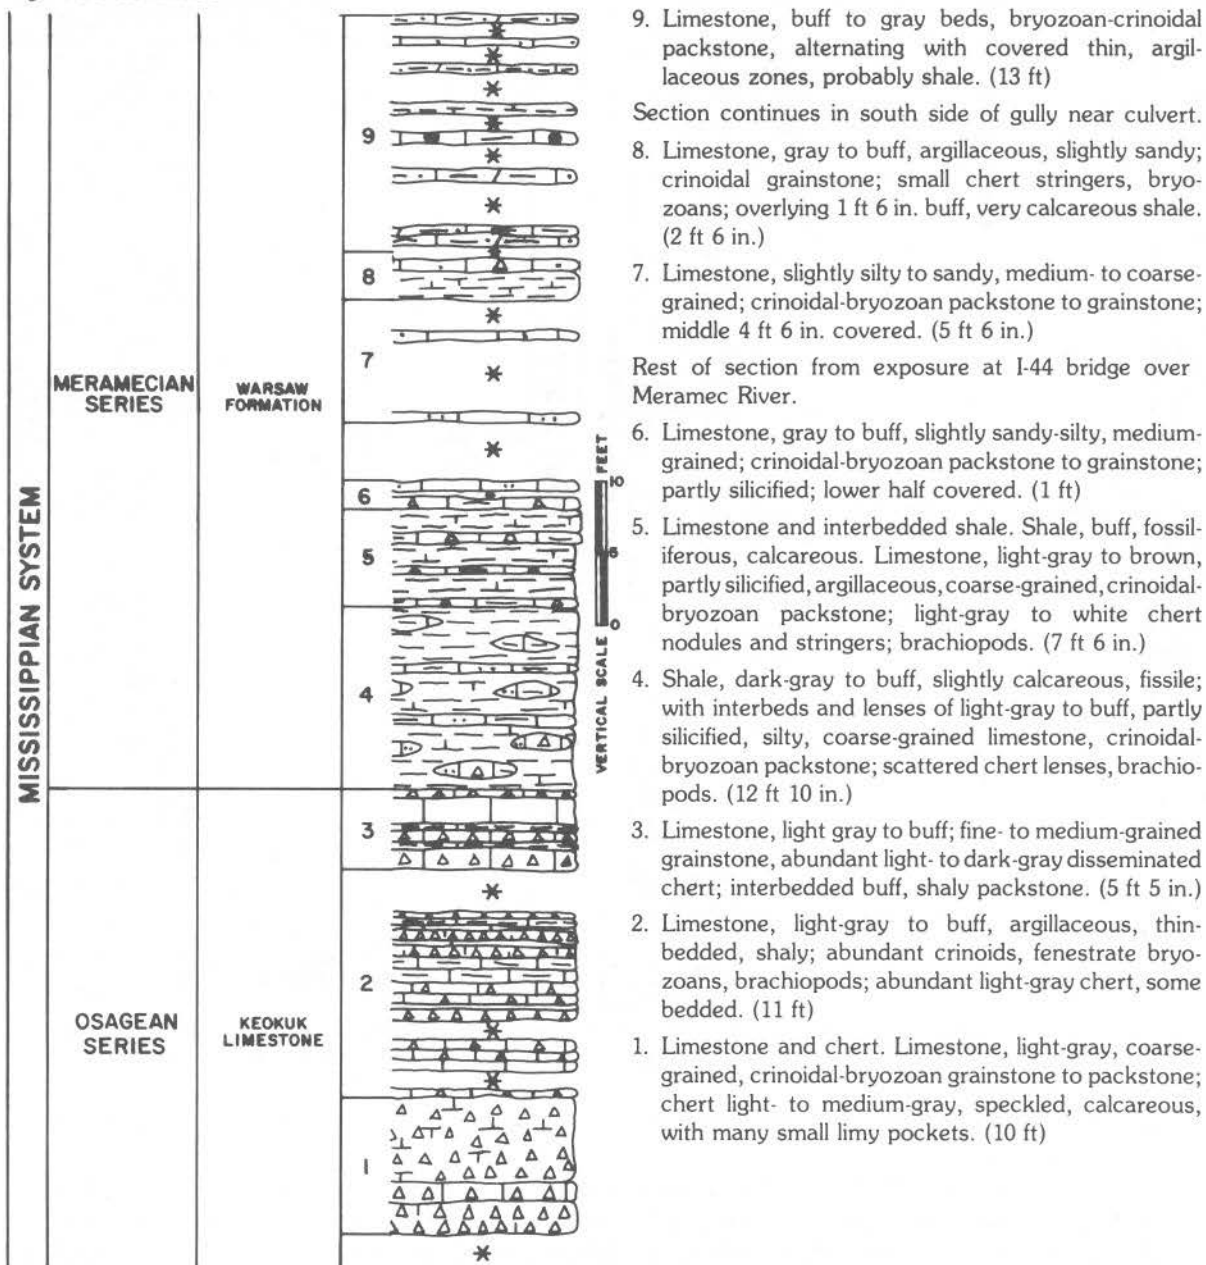 MISSISSIPPIAN SYSTEM
MERAMECIAN
SERIES
OSAGEAN
SERIES
WARSAW
FORMATION
KEOKUK
LIMESTONE
9
8
7
6
5
4
3
2
1
VERTICAL SCALE FEET
10
5
0
9. Limestone, buff to gray beds, bryozoan-crinoidal
packstone, alternating with covered thin, argil-
laceous zones, probably shale. (13 ft)
Section continues in south side of gully near culvert.
8. Limestone, gray to buff, argillaceous, slightly sandy;
crinoidal grainstone; small chert stringers, bryo-
zoans; overlying 1 ft 6 in. buff, very calcareous shale.
(2 ft 6 in.)
7. Limestone, slightly silty to sandy, medium- to coarse-
grained; crinoidal-bryozoan packstone to grainstone;
middle 4 ft 6 in. covered. (5 ft 6 in.)
Rest of section from exposure at I-44 bridge over
Meramec River.
6. Limestone, gray to buff, slightly sandy-silty, medium-
grained; crinoidal-bryozoan packstone to grainstone;
partly silicified; lower half covered. (1 ft)
5. Limestone and interbedded shale. Shale, buff, fossil-
iferous, calcareous. Limestone, light-gray to brown,
partly silicified, argillaceous, coarse-grained, crinoidal-
bryozoan packstone; light-gray to white chert
nodules and stringers; brachiopods. (7 ft 6 in.)
4. Shale, dark-gray to buff, slightly calcareous, fissile;
with interbeds and lenses of light-gray to buff, partly
silicified, silty, coarse-grained limestone, crinoidal-
bryozoan packstone; scattered chert lenses, brachio-
pods. (12 ft 10 in.)
3. Limestone, light gray to buff; fine- to medium-grained
grainstone, abundant light- to dark-gray disseminated
chert; interbedded buff, shaly packstone. (5 ft 5 in.)
2. Limestone, light-gray to buff, argillaceous, thin-
bedded, shaly; abundant crinoids, fenestrate bryo-
zoans, brachiopods; abundant light-gray chert, some
bedded. (11 ft)
1. Limestone and chert. Limestone, light-gray, coarse-
grained, crinoidal-bryozoan grainstone to packstone;
chert light- to medium-gray, speckled, calcareous,
with many small limy pockets. (10 ft)